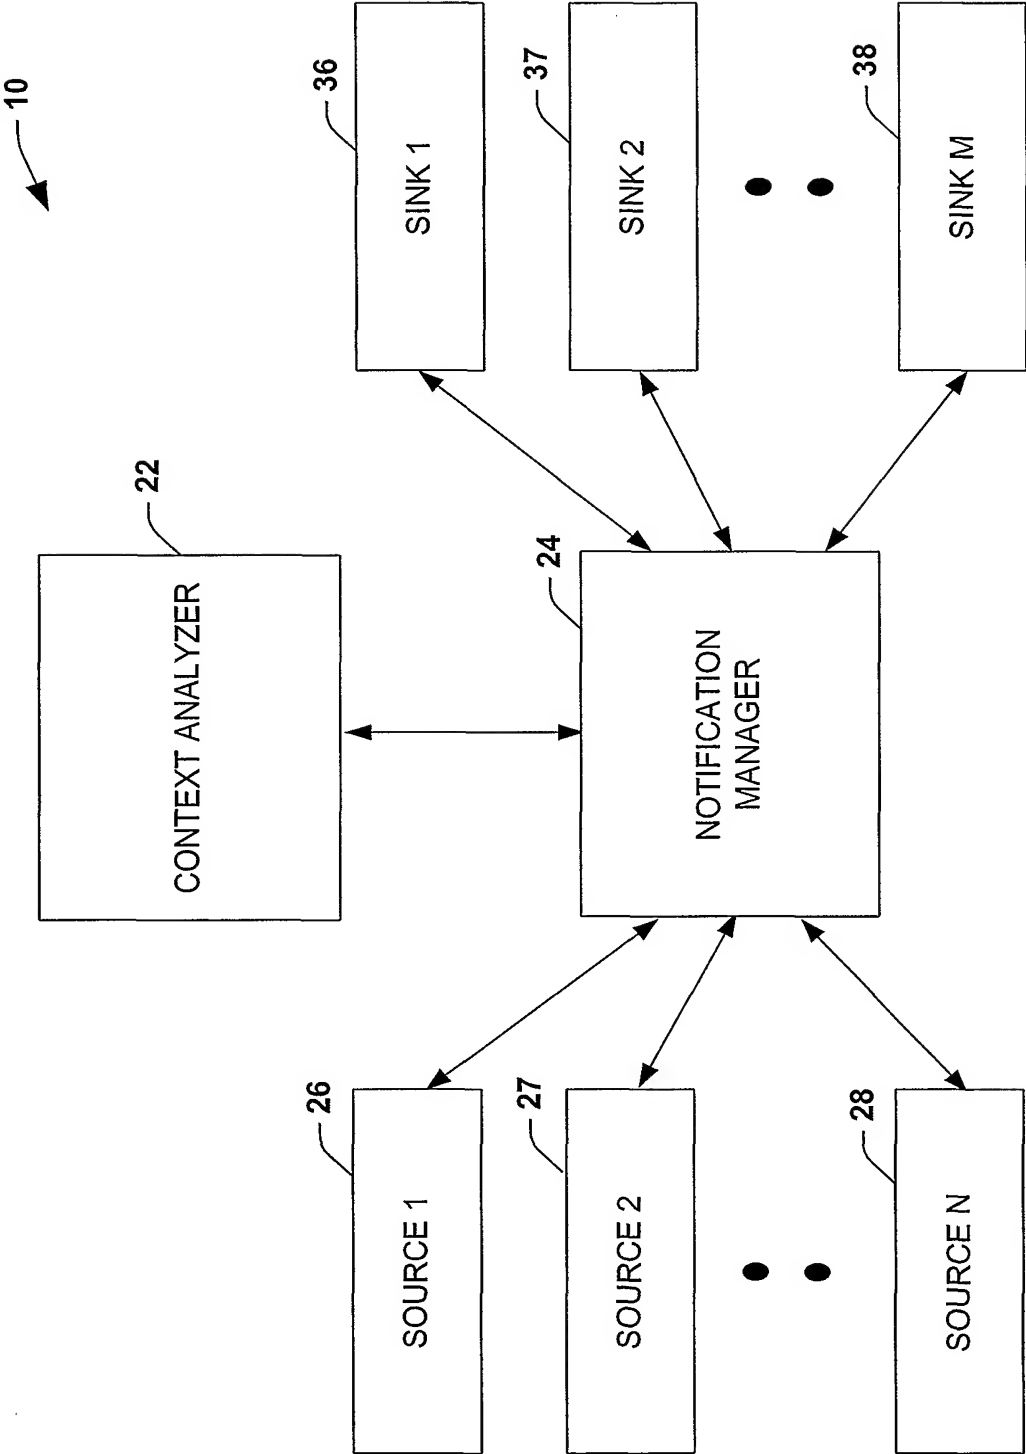 10
CONTEXT ANALYZER
22
SOURCE 1
26
SOURCE 2
27
SOURCE N
28
NOTIFICATION
MANAGER
24
SINK 1
36
SINK 2
37
SINK M
38